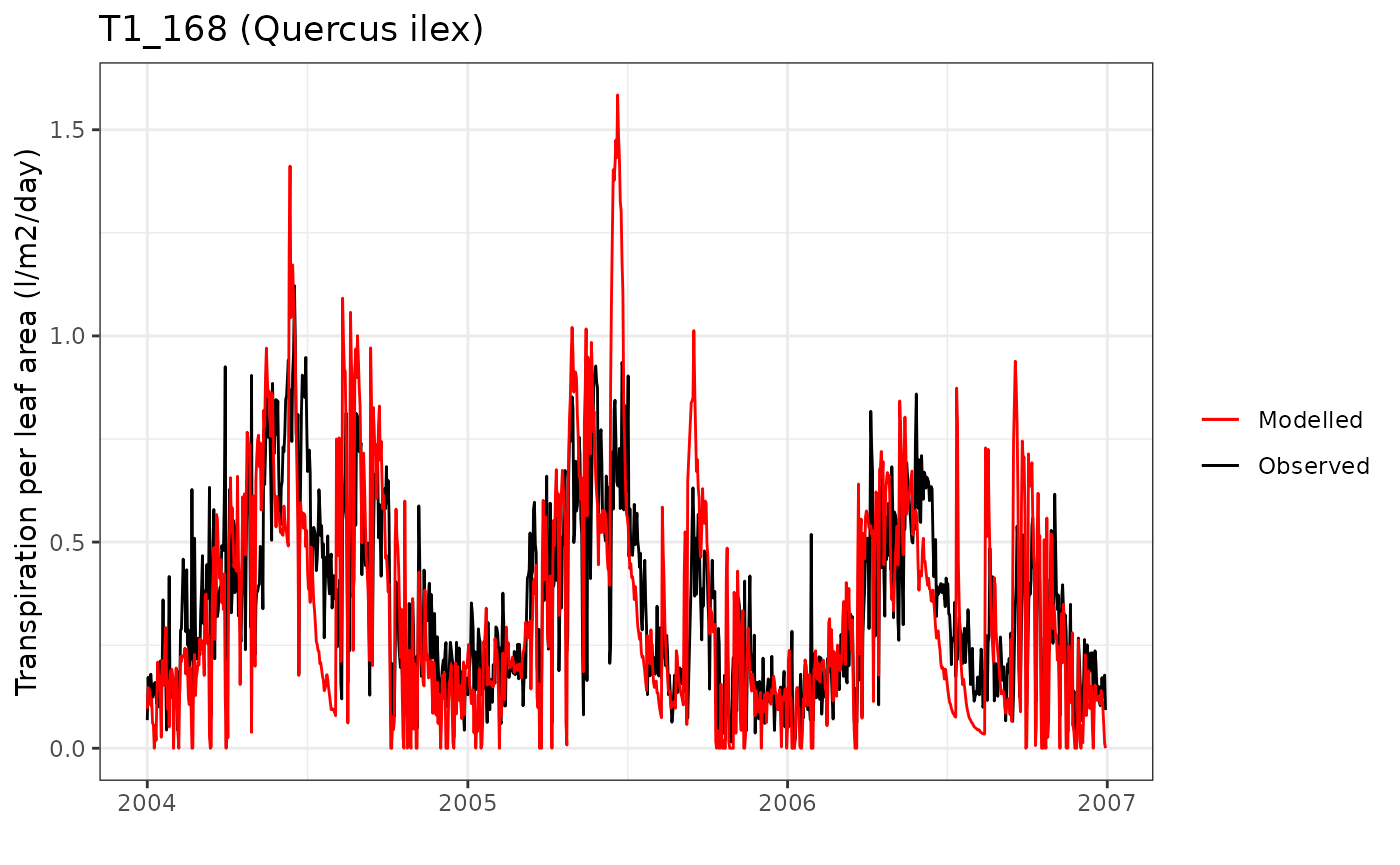 T1_168 (Quercus ilex)
Transpiration per leaf area (l/m2/day)
1.5
1.0
0.5
0.0
2004
2005
2006
2007
Modelled
Observed